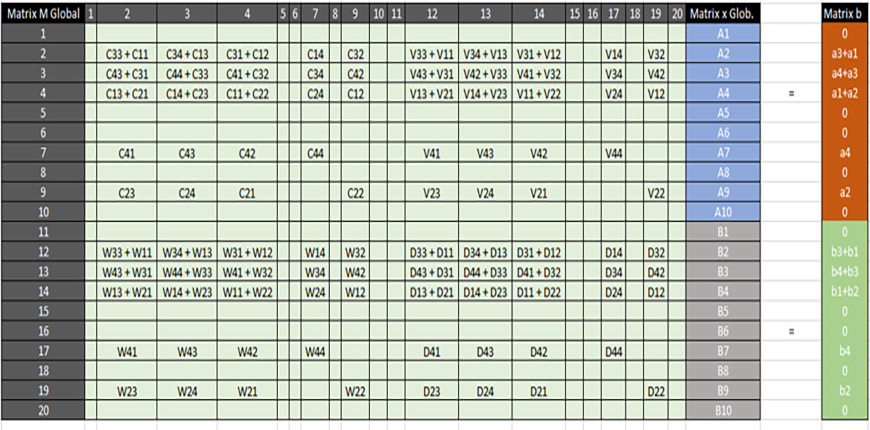 Matrix M Global 1 2 3 4 5 6 7 8 9 10 11 12 13 14 15 16 17 18 19 20 Matrix x Glob. Matrix b
1 A1 0
2 C33 + C11 C34 + C13 C31 + C12 C14 C32 V33 + V11 V34 + V13 V31 + V12 V14 V32 A2 a3+a1
3 C43 + C31 C44 + C33 C41 + C32 C34 C42 V43 + V31 V42 + V33 V41 + V32 V34 V42 A3 a4+a3
4 C13 + C21 C14 + C23 C11 + C22 C24 C12 V13 + V21 V14 + V23 V11 + V22 V24 V12 A4 = a1+a2
5 A5 0
6 A6 0
7 C41 C43 C42 C44 V41 V43 V42 V44 A7 a4
8 A8 0
9 C23 C24 C21 C22 V23 V24 V21 V22 A9 a2
10 A10 0
11 B1 0
12 W33 + W11 W34 + W13 W31 + W12 W14 W32 D33 + D11 D34 + D13 D31 + D12 D14 D32 B2 b3+b1
13 W43 + W31 W44 + W33 W41 + W32 W34 W42 D43 + D31 D44 + D33 D41 + D32 D34 D42 B3 b4+b3
14 W13 + W21 W14 + W23 W11 + W22 W24 W12 D13 + D21 D14 + D23 D11 + D22 D24 D12 B4 b1+b2
15 B5 0
16 B6 = 0
17 W41 W43 W42 W44 D41 D43 D42 D44 B7 b4
18 B8 0
19 W23 W24 W21 W22 D23 D24 D21 D22 B9 b2
20 B10 0